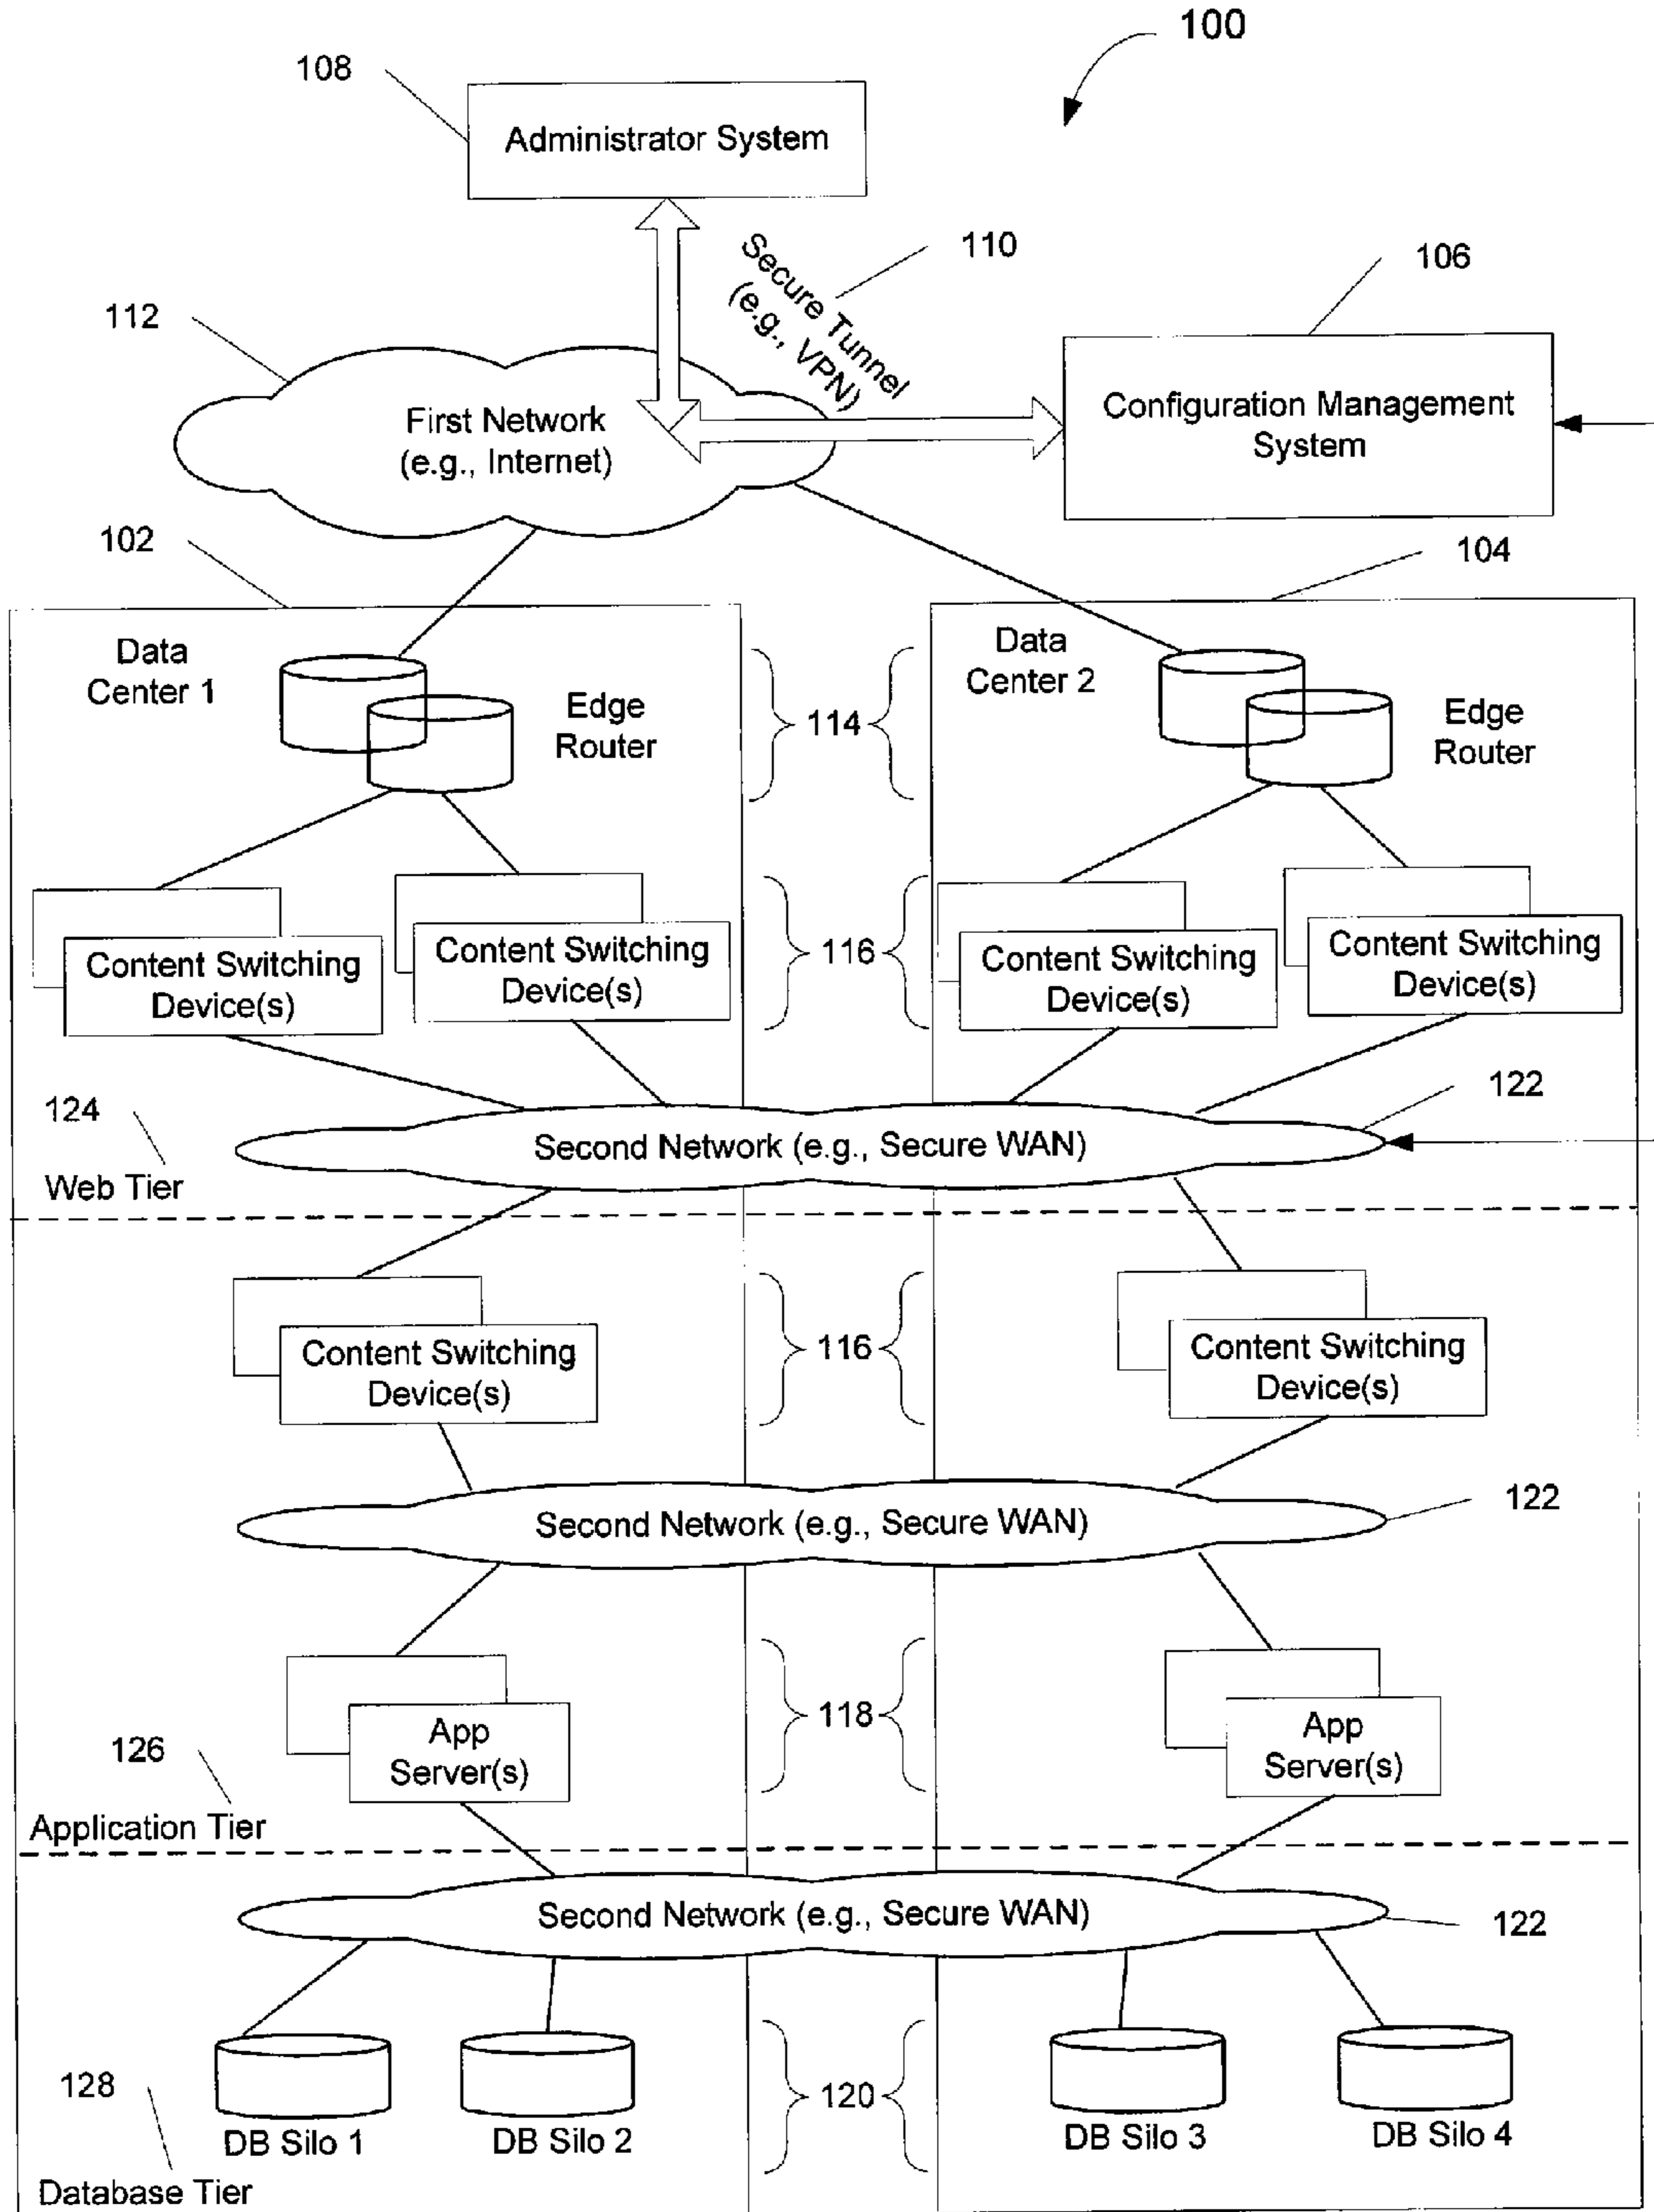 100
108
Administrator System
110
Secure Tunnel
(e.g., VPN)
106
112
First Network
(e.g., Internet)
Configuration Management
System
102
104
Data
Center 1
Edge
Router
114
Data
Center 2
Edge
Router
Content Switching
Device(s)
Content Switching
Device(s)
116
Content Switching
Device(s)
Content Switching
Device(s)
124
122
Second Network (e.g., Secure WAN)
Web Tier
Content Switching
Device(s)
116
Content Switching
Device(s)
Second Network (e.g., Secure WAN)
122
App
Server(s)
118
App
Server(s)
126
Application Tier
Second Network (e.g., Secure WAN)
122
128
120
DB Silo 1
DB Silo 2
DB Silo 3
DB Silo 4
Database Tier